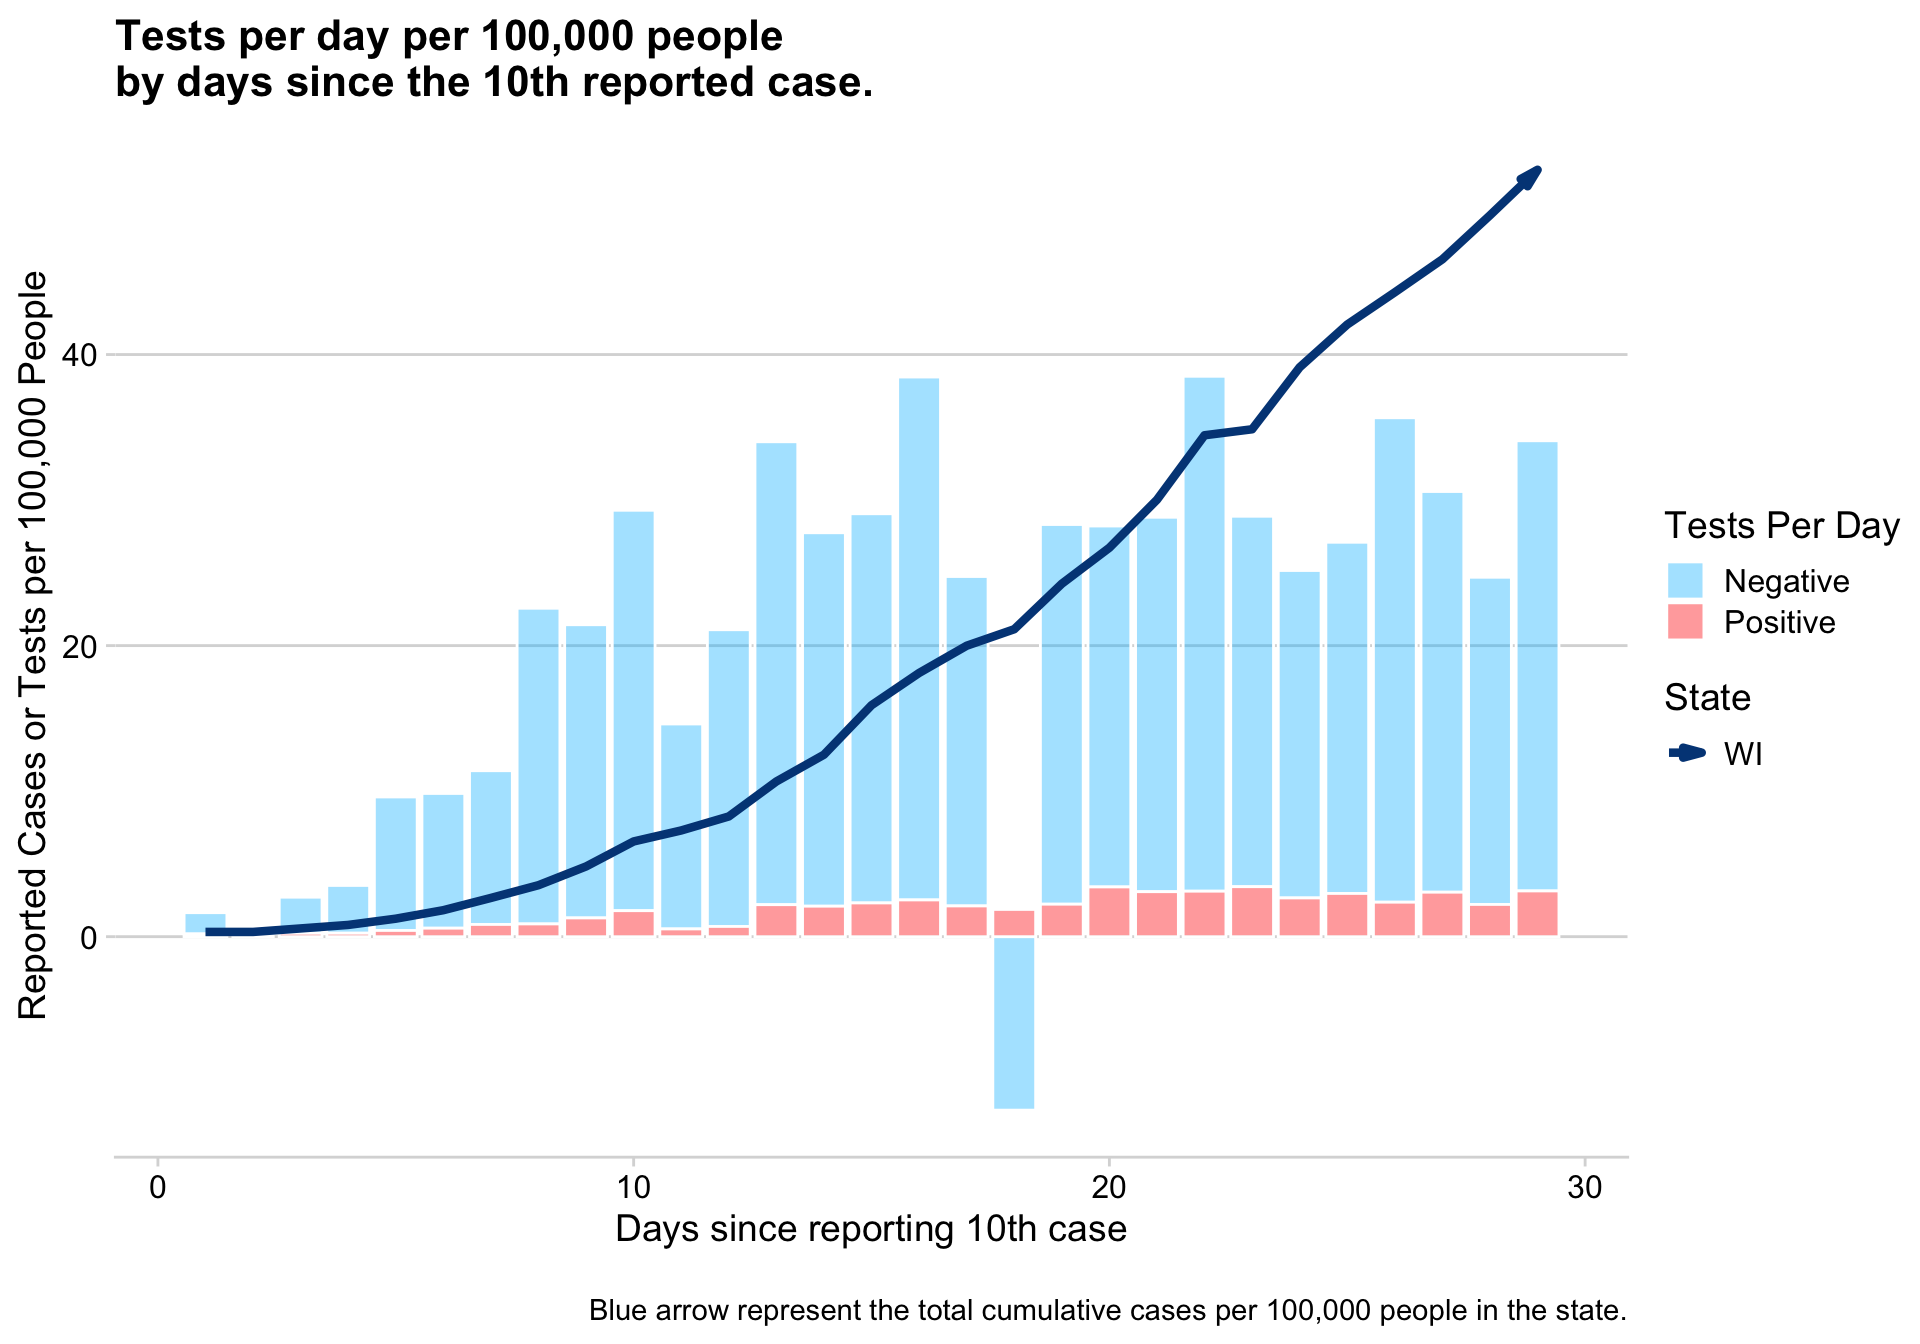 Tests per day per 100,000 people
by days since the 10th reported case.
Reported Cases or Tests per 100,000 People
40
20
0
0
10
20
30
Days since reporting 10th case
Tests Per Day
Negative
Positive
State
WI
Blue arrow represent the total cumulative cases per 100,000 people in the state.